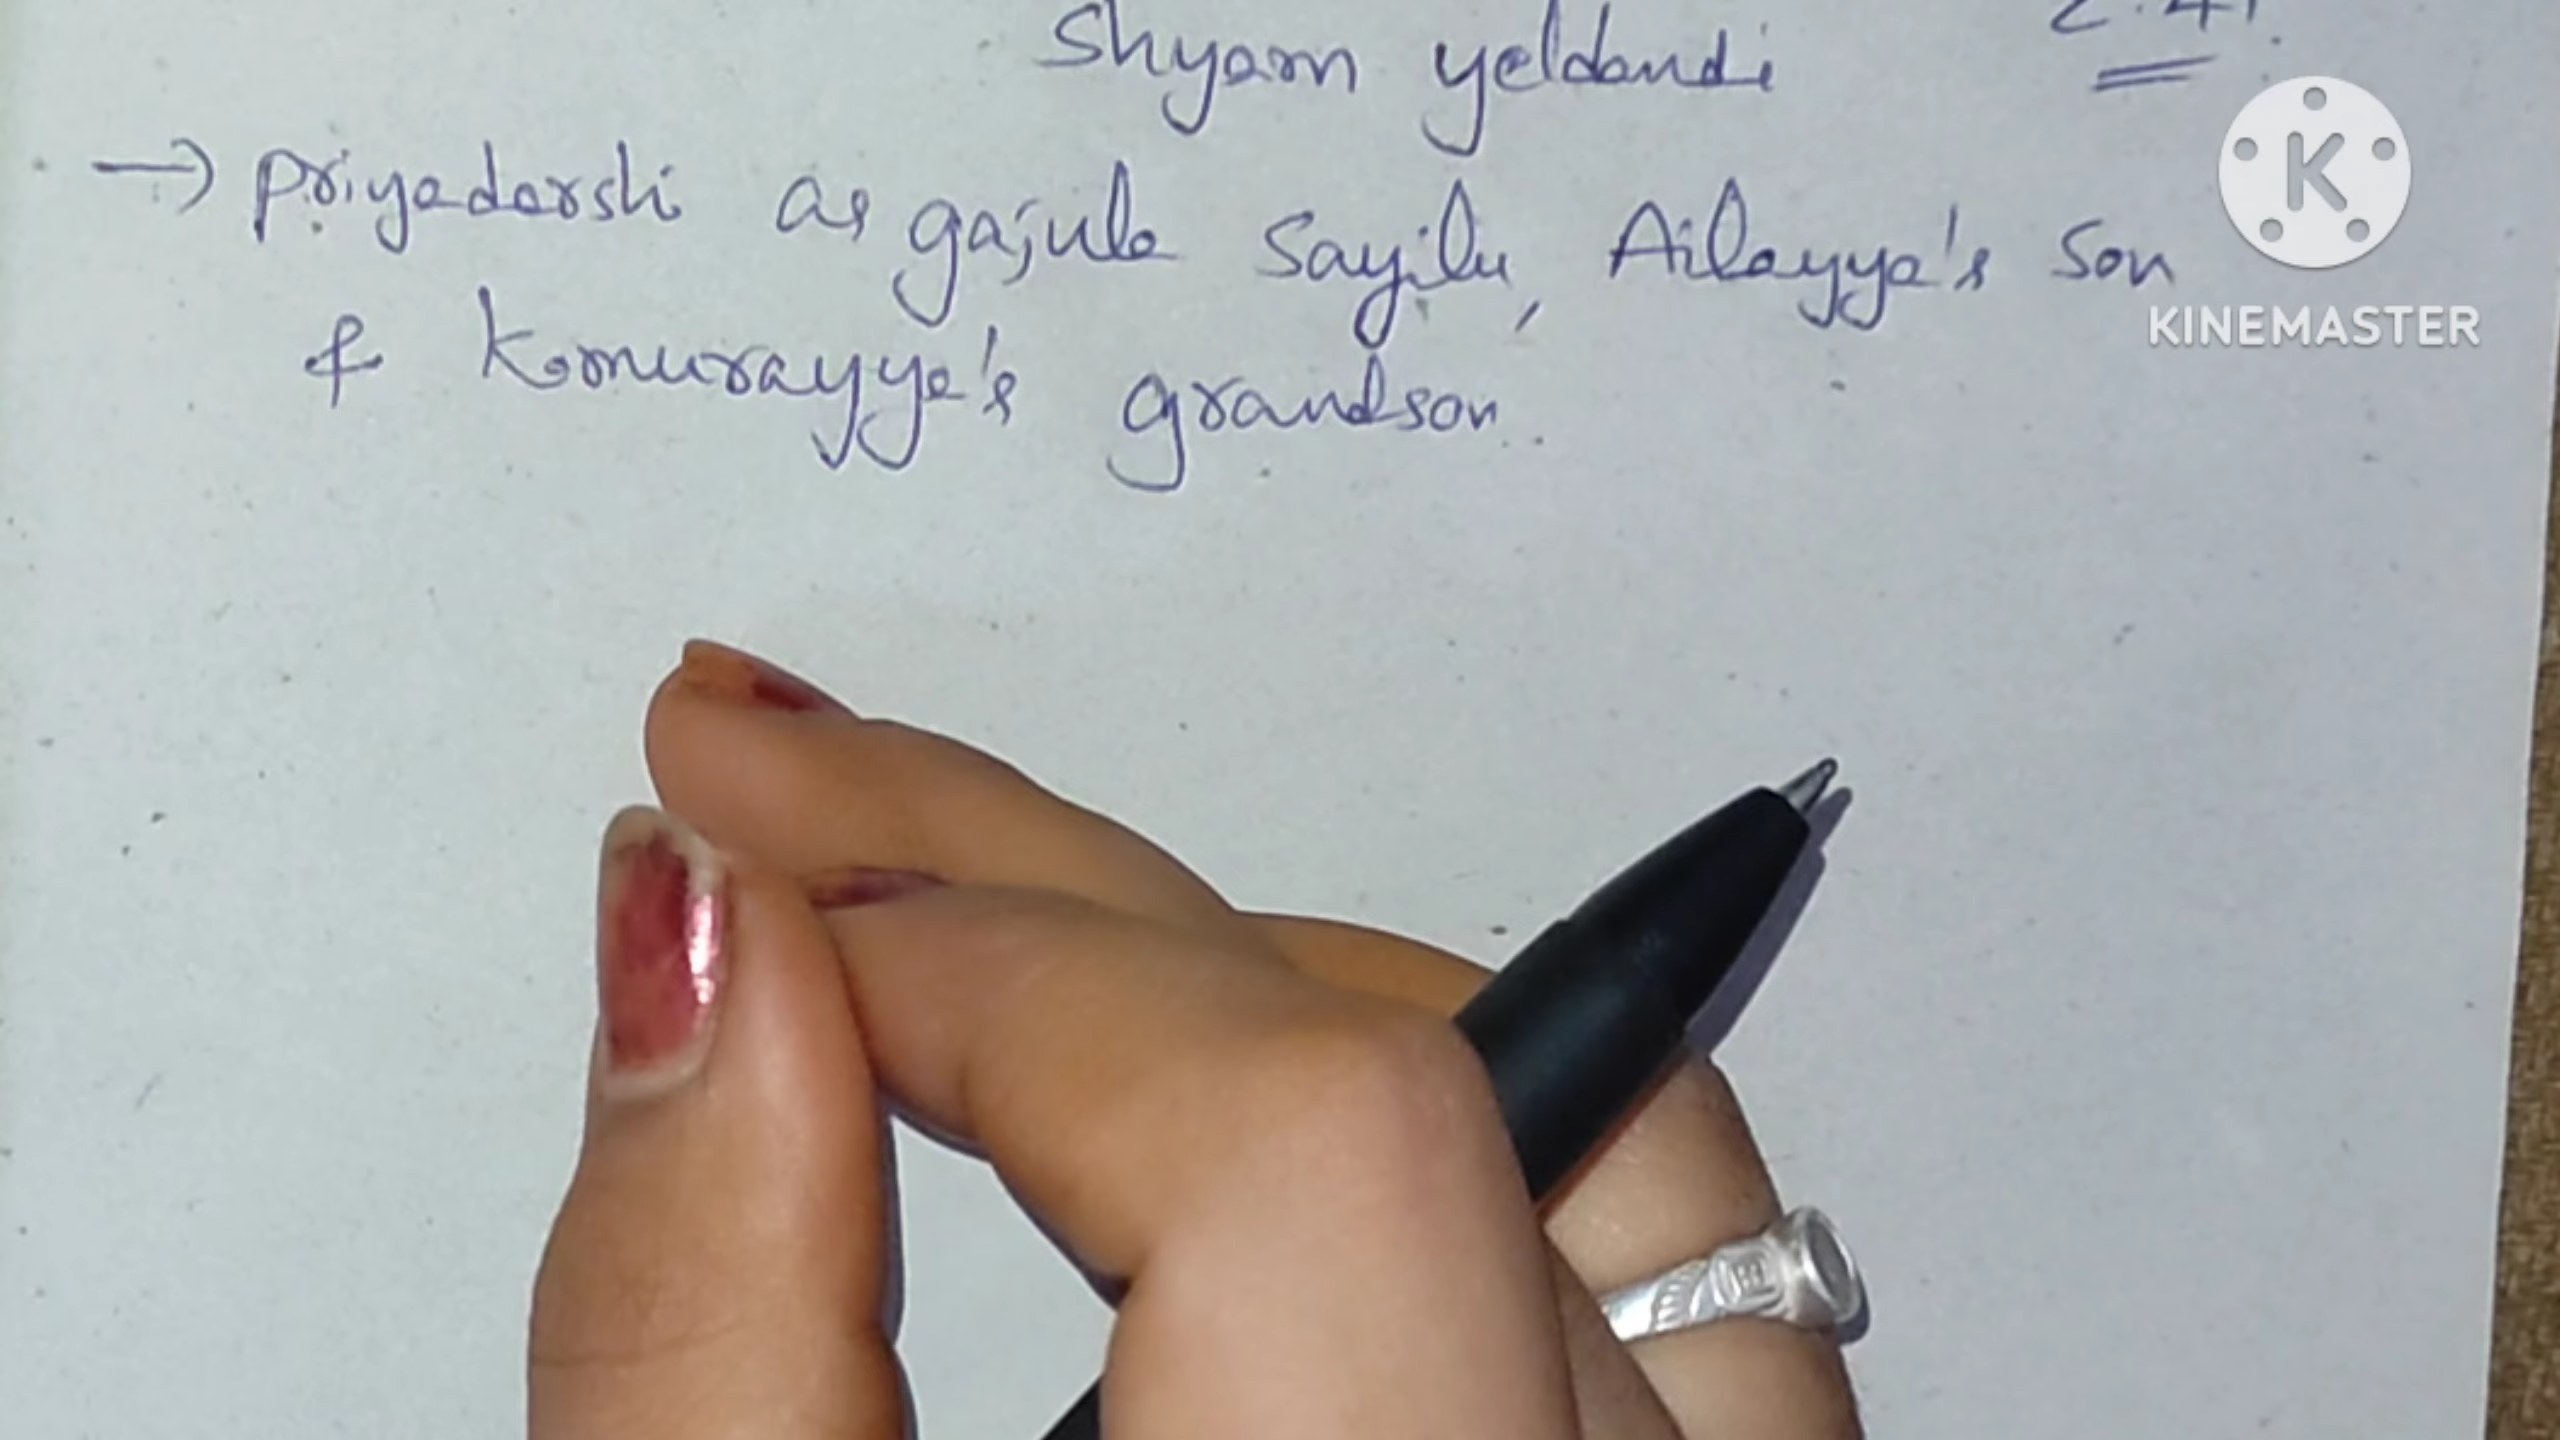 Shyam yeldandi
→ Priyadarshi as gajula Sayilu, Ailayya's son
& Komurayya's grandson
KINEMASTER